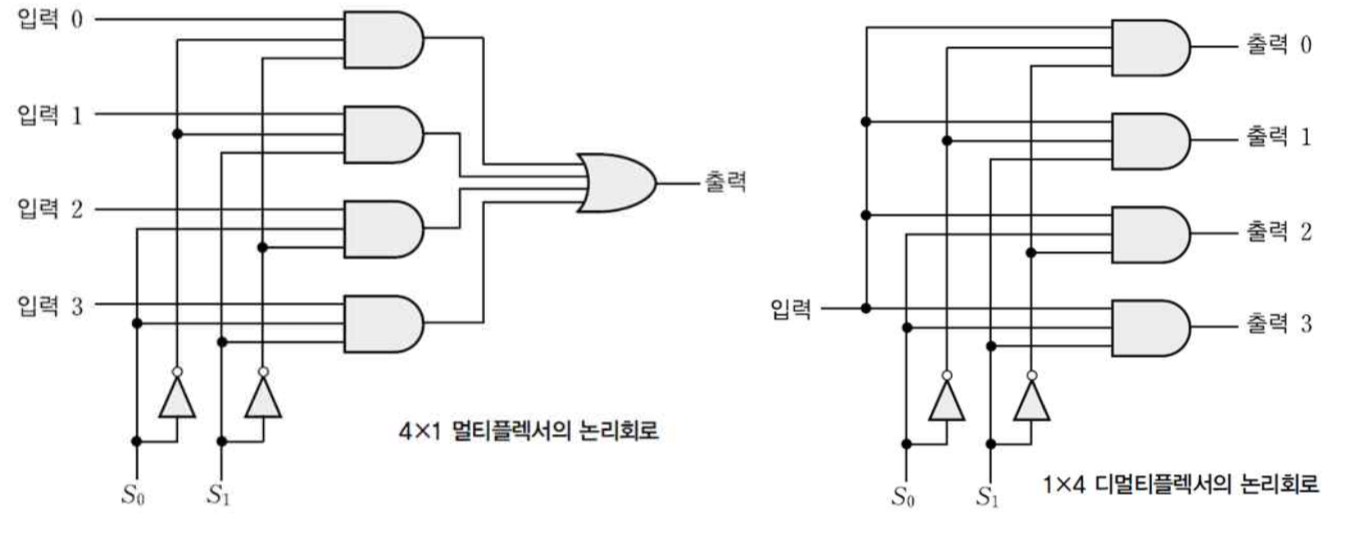 입력 0
입력 1
입력 2
입력 3
출력
S₀ S₁
4×1 멀티플렉서의 논리회로
출력 0
출력 1
출력 2
출력 3
입력
S₀ S₁
1×4 디멀티플렉서의 논리회로